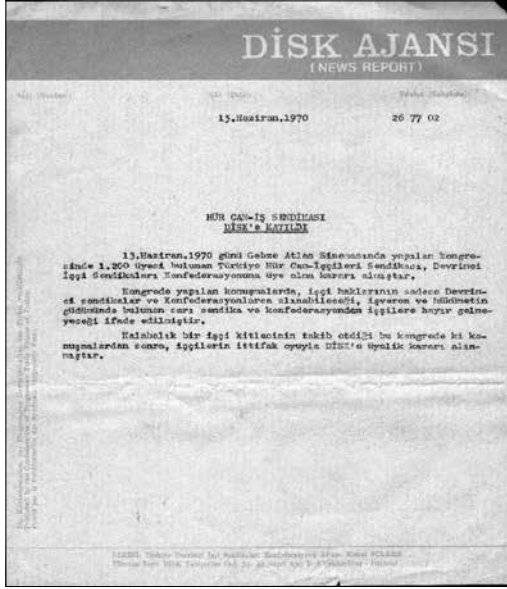 DİSK AJANSI
(NEWS REPORT)
15.Haziran.1970 26 77 02
HÜR CAM-İŞ SENDİKASI
DİSK'e KATILDI
13.Haziran.1970 günü Gebze Atlas Sinemasında yapılan kongre-
sinde 1.200 üyesi bulunan Türkiye Hür Cam-İşçileri Sendikası, Devrimci
İşçi Sendikaları Konfederasyonuna üye olma kararı almıştır.
Kongrede yapılan konuşmalarda, işçi haklarının sadece Devrim-
ci sendikalar ve Konfederasyonlarca alınabileceği, işveren ve hükümetin
güdümünde bulunan sarı sendika ve konfederasyondan işçilere hayır gelme-
yeceği ifade edilmiştir.
Kalabalık bir işçi kitlesinin takib ettiği bu kongrede ki ko-
nuşmalardan sonra, işçilerin ittifak oyuyla DİSK'e üyelik kararı alın-
mıştır.